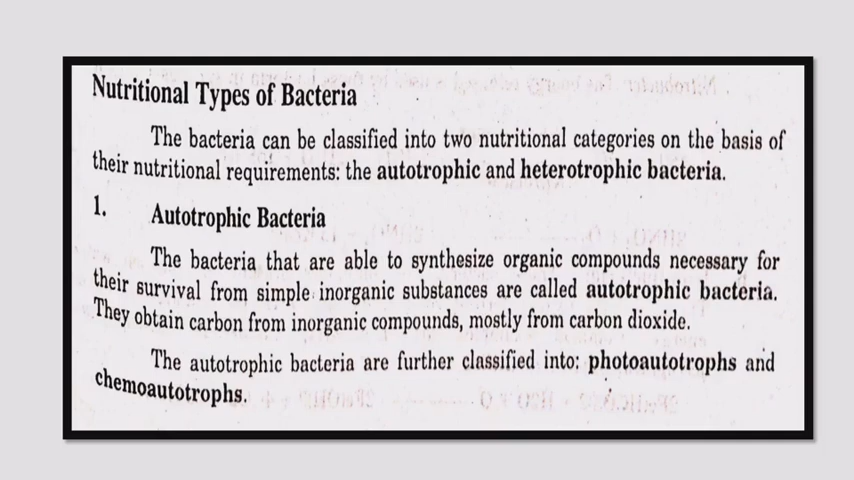 Nutritional Types of Bacteria
The bacteria can be classified into two nutritional categories on the basis of
their nutritional requirements: the autotrophic and heterotrophic bacteria.
1. Autotrophic Bacteria
The bacteria that are able to synthesize organic compounds necessary for
their survival from simple inorganic substances are called autotrophic bacteria.
They obtain carbon from inorganic compounds, mostly from carbon dioxide.
The autotrophic bacteria are further classified into: photoautotrophs and
chemoautotrophs.